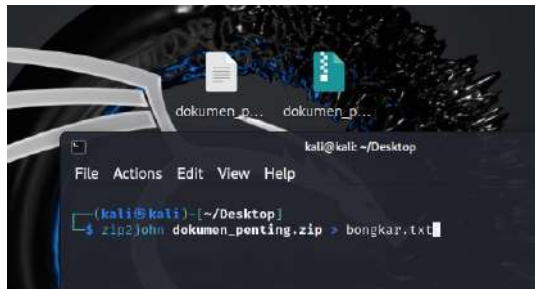 dokumen_p... dokumen_p...
kali@kali: ~/Desktop
File Actions Edit View Help
(kali㉿kali)-[~/Desktop]
$ zip2john dokumen_penting.zip > bongkar.txt